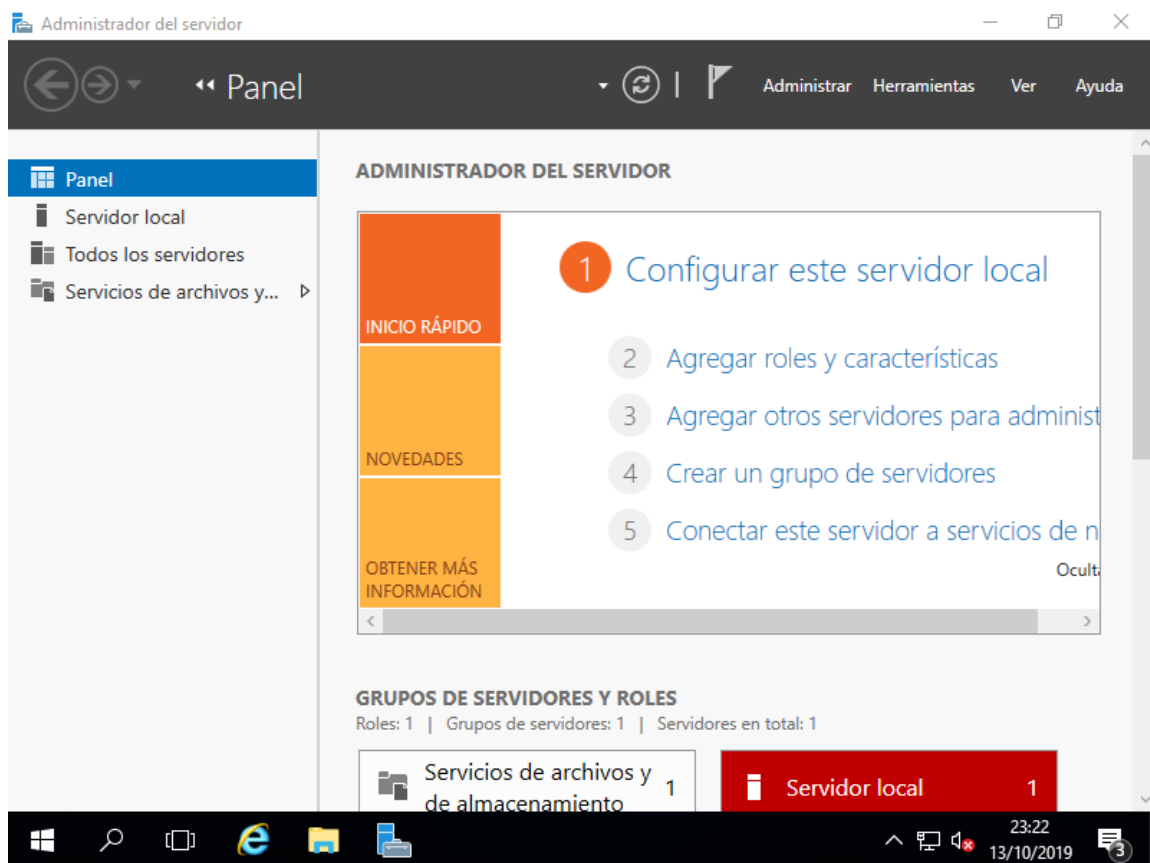 Administrador del servidor
Panel
Administrar Herramientas Ver Ayuda
Panel
Servidor local
Todos los servidores
Servicios de archivos y...
ADMINISTRADOR DEL SERVIDOR
INICIO RÁPIDO
NOVEDADES
OBTENER MÁS
INFORMACIÓN
1 Configurar este servidor local
2 Agregar roles y características
3 Agregar otros servidores para administ
4 Crear un grupo de servidores
5 Conectar este servidor a servicios de n
Oculta
GRUPOS DE SERVIDORES Y ROLES
Roles: 1 | Grupos de servidores: 1 | Servidores en total: 1
Servicios de archivos y
de almacenamiento
1
Servidor local 1
23:22
13/10/2019
3